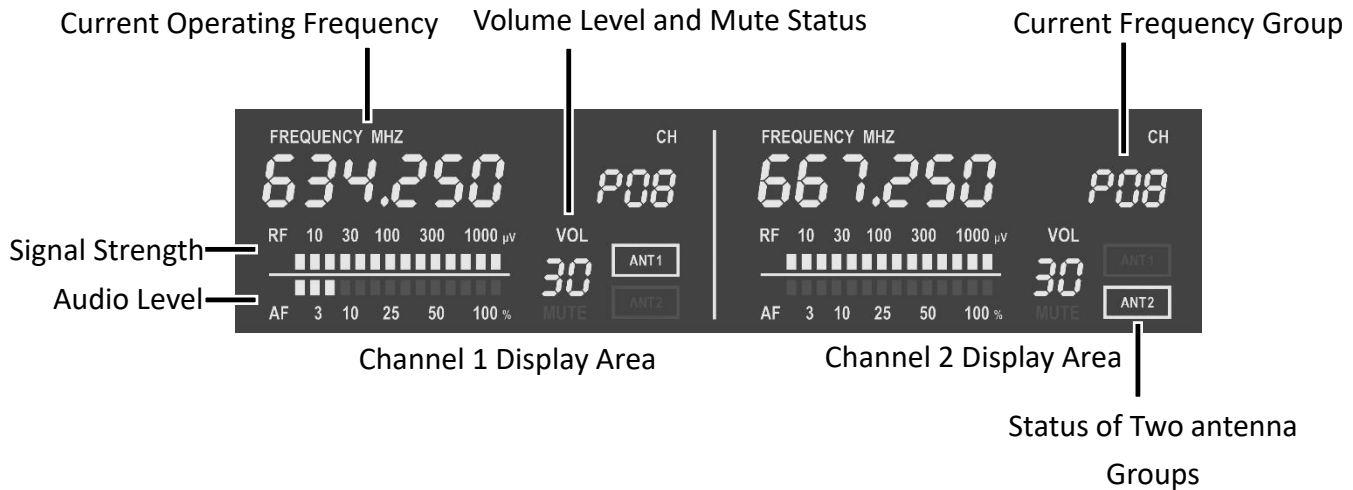 Current Operating Frequency
Volume Level and Mute Status
Current Frequency Group
FREQUENCY MHZ CH
634.250 P08
RF 10 30 100 300 1000 μV VOL
30 ANT1
ANT2
AF 3 10 25 50 100 % MUTE
FREQUENCY MHZ CH
667.250 P08
RF 10 30 100 300 1000 μV VOL
30 ANT1
ANT2
AF 3 10 25 50 100 % MUTE
Signal Strength
Audio Level
Channel 1 Display Area
Channel 2 Display Area
Status of Two antenna
Groups